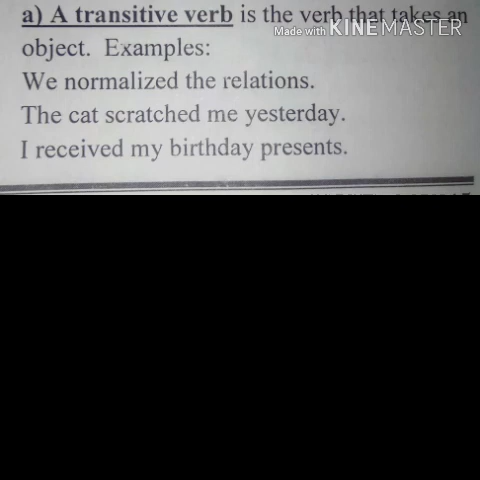 a) A transitive verb is the verb that takes an
Made with KINEMASTER
object. Examples:
We normalized the relations.
The cat scratched me yesterday.
I received my birthday presents.